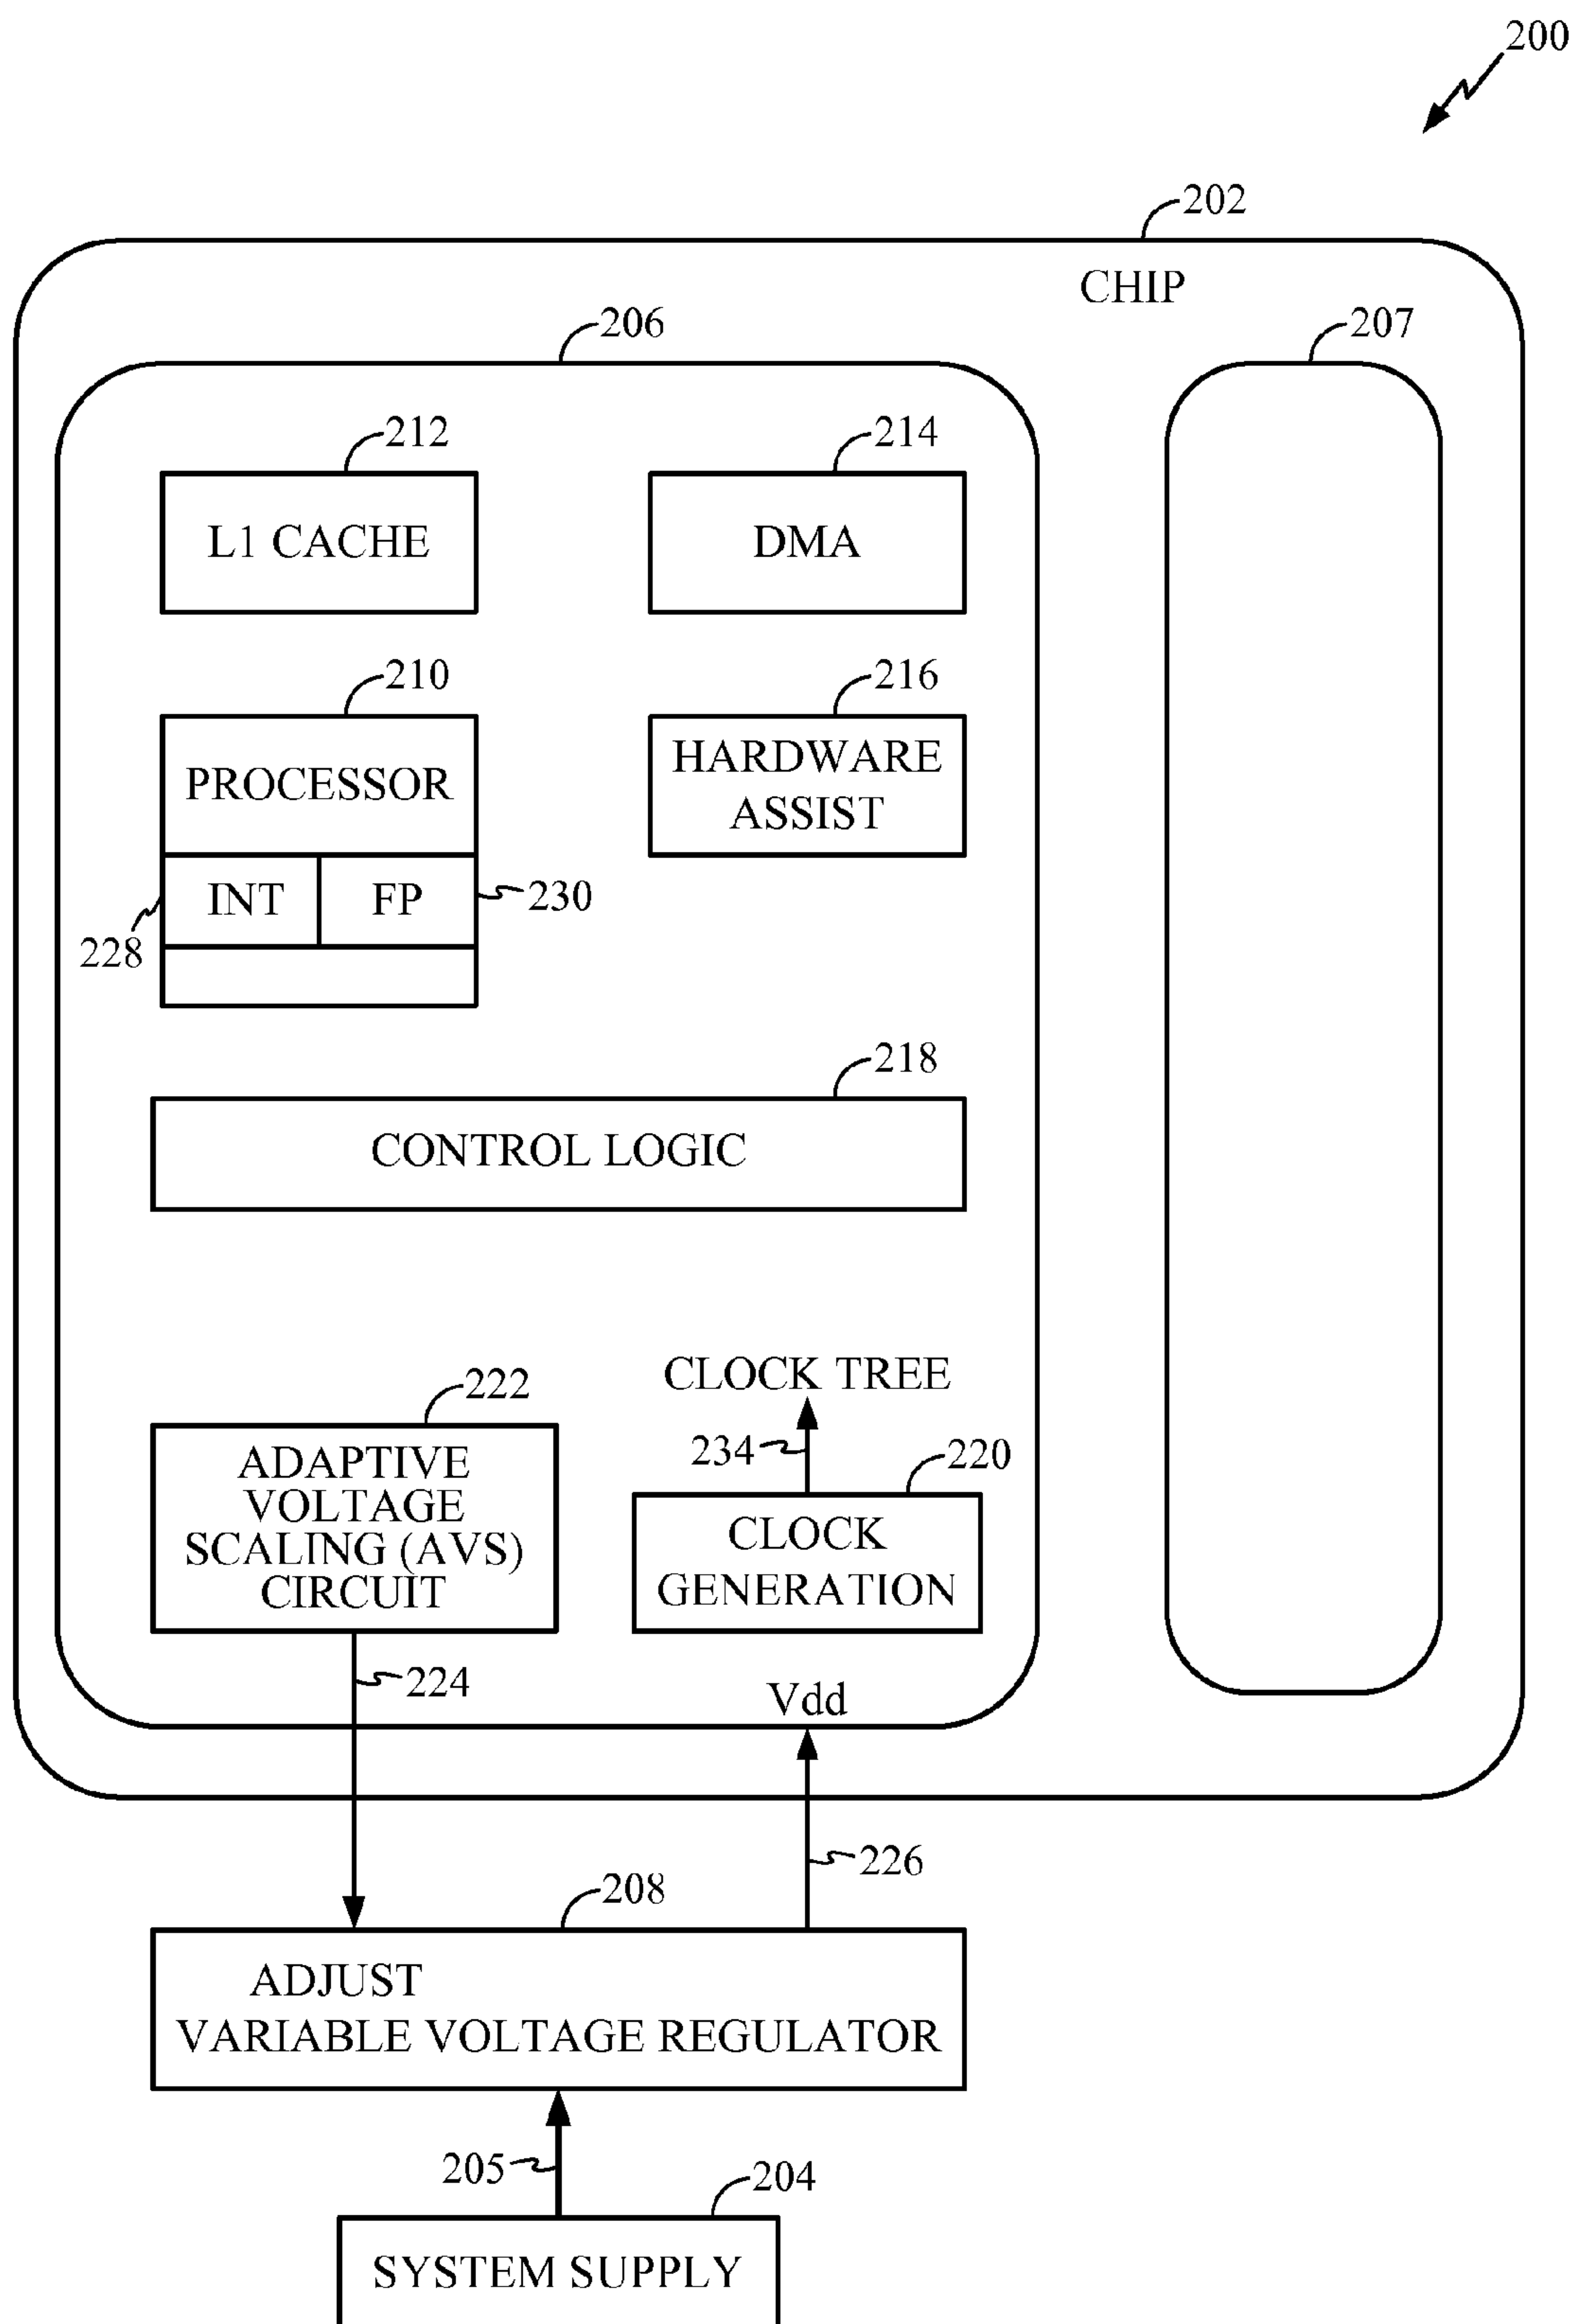 200
202
CHIP
206
207
212
214
L1 CACHE
DMA
210
216
PROCESSOR
HARDWARE
ASSIST
INT
FP
230
228
218
CONTROL LOGIC
CLOCK TREE
222
234
220
ADAPTIVE
VOLTAGE
SCALING (AVS)
CIRCUIT
CLOCK
GENERATION
224
Vdd
226
208
ADJUST
VARIABLE VOLTAGE REGULATOR
205
204
SYSTEM SUPPLY